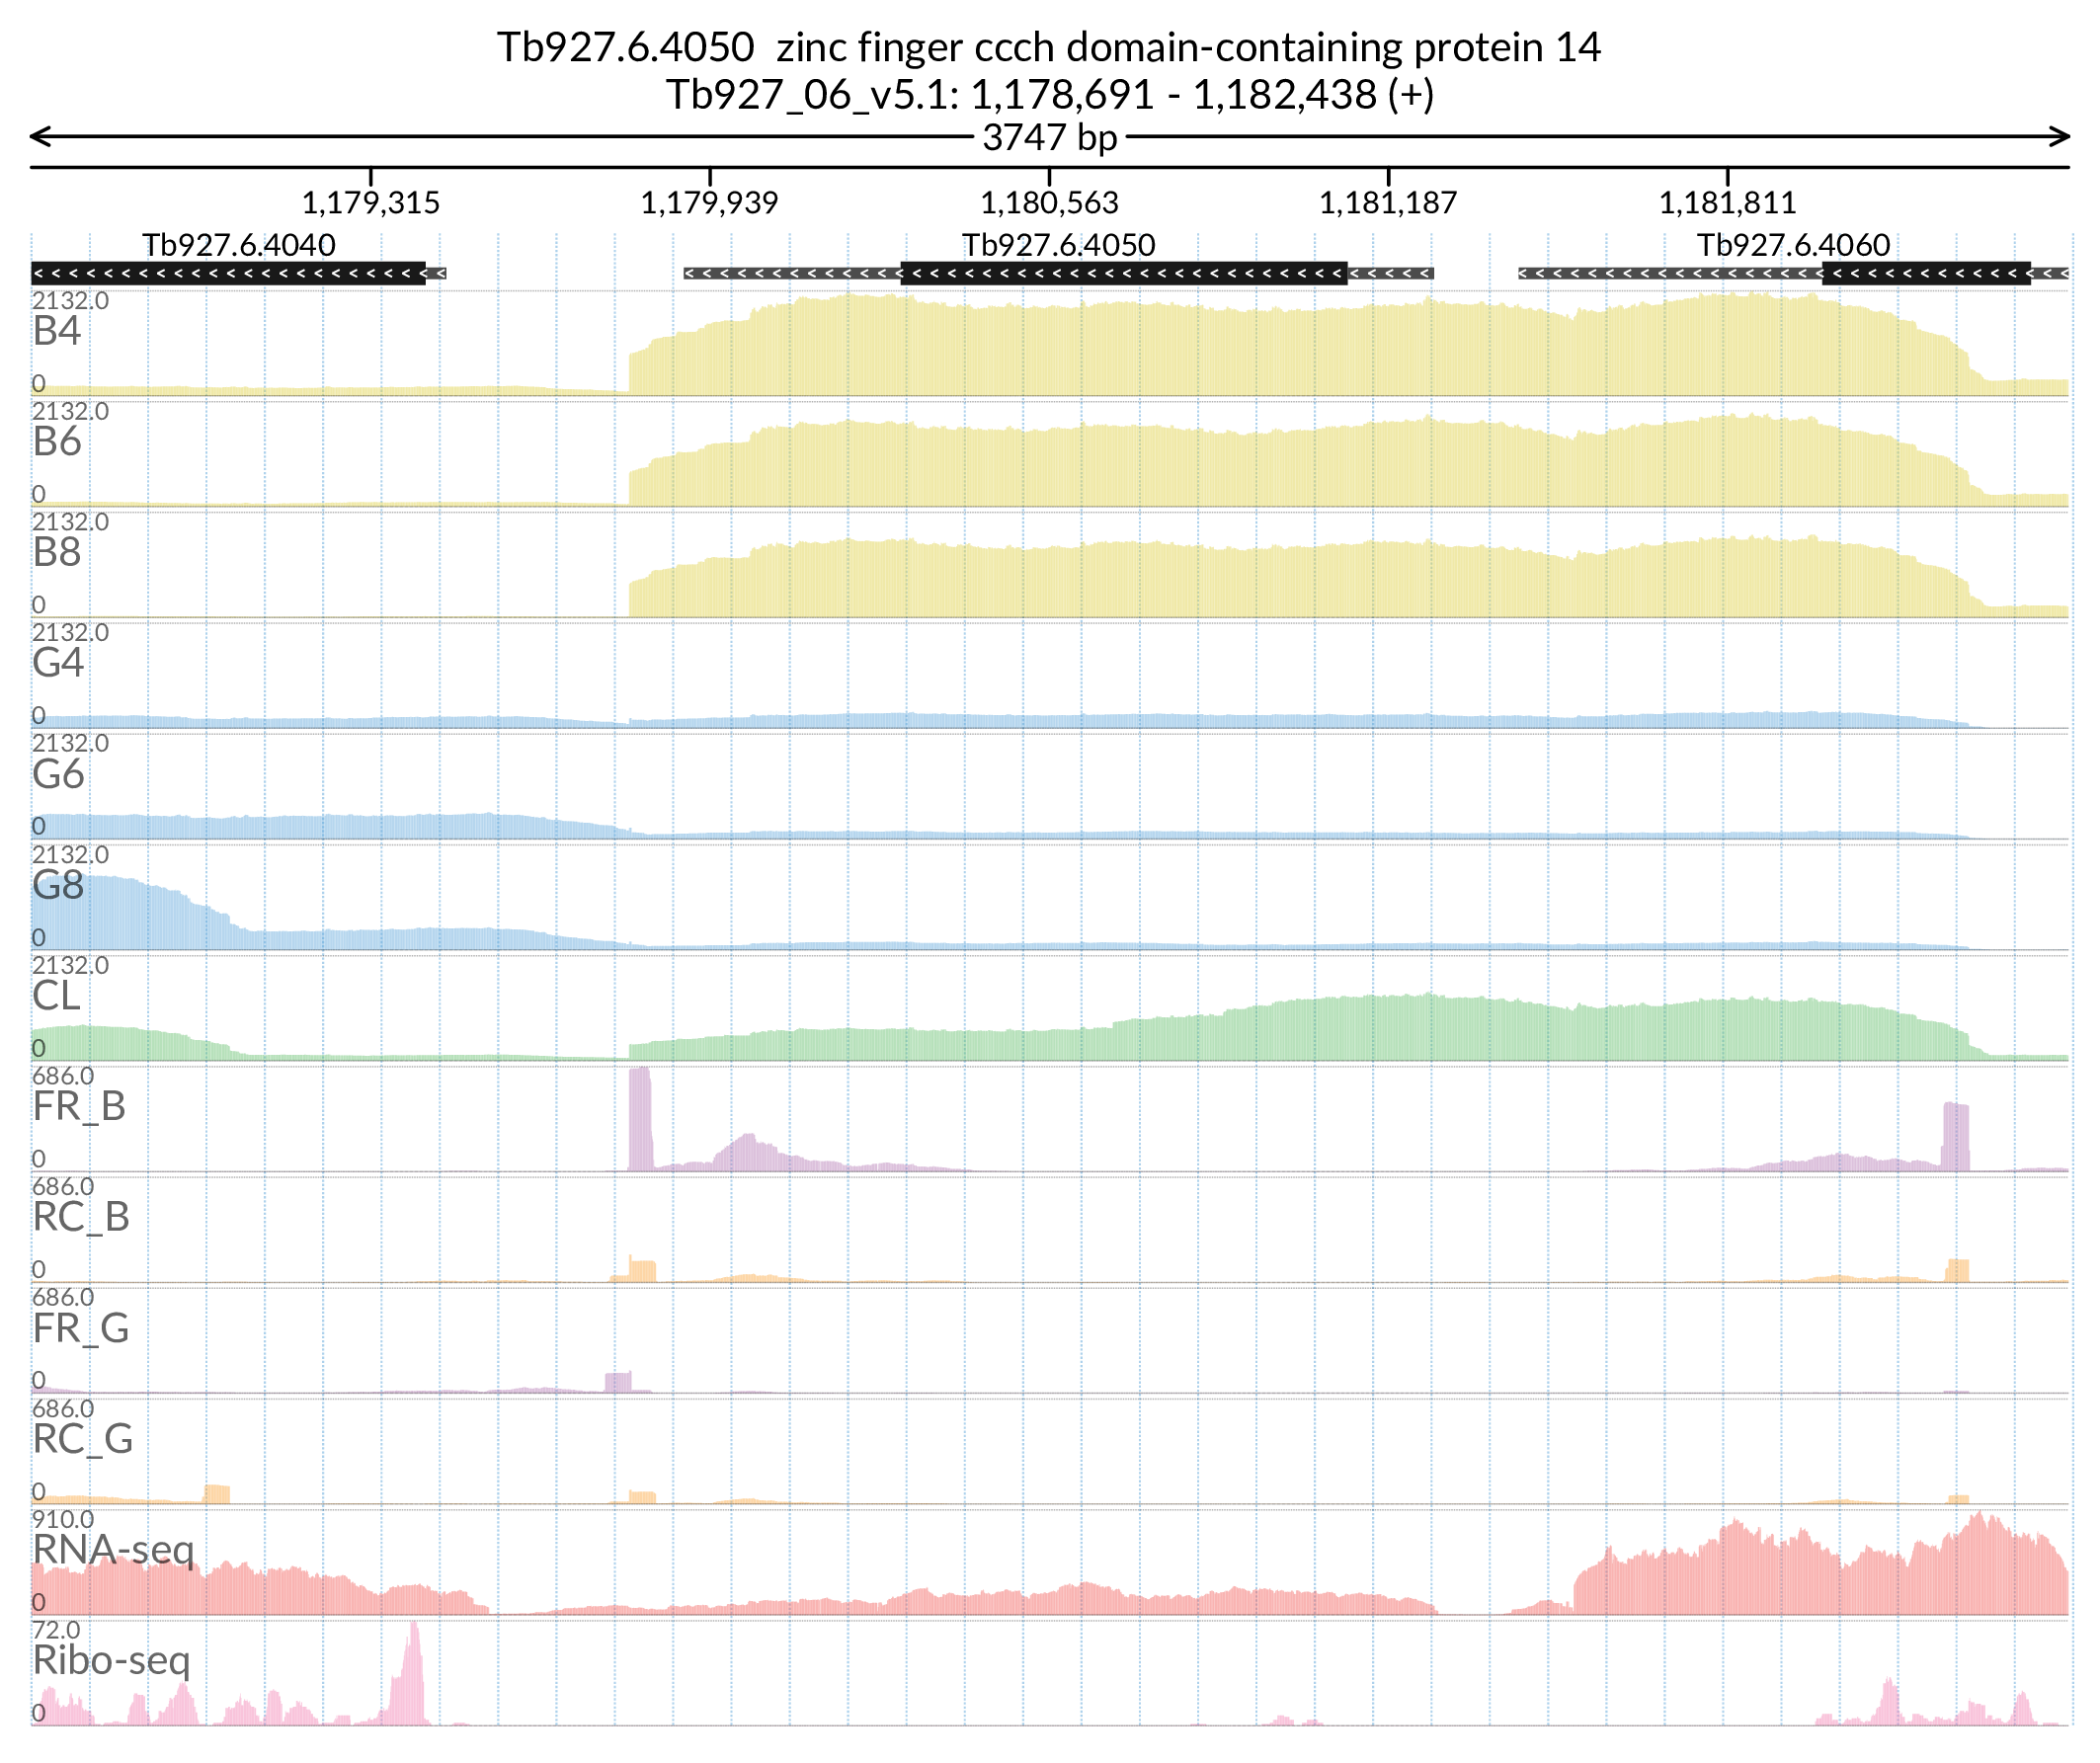 Tb927.6.4050  zinc finger ccch domain-containing protein 14
Tb927_06_v5.1: 1,178,691 - 1,182,438 (+)
3747 bp
1,179,315 1,179,939 1,180,563 1,181,187 1,181,811
Tb927.6.4040 Tb927.6.4050 Tb927.6.4060
2132.0
B4
0
2132.0
B6
0
2132.0
B8
0
2132.0
G4
0
2132.0
G6
0
2132.0
G8
0
2132.0
CL
0
686.0
FR_B
0
686.0
RC_B
0
686.0
FR_G
0
686.0
RC_G
0
910.0
RNA-seq
0
72.0
Ribo-seq
0